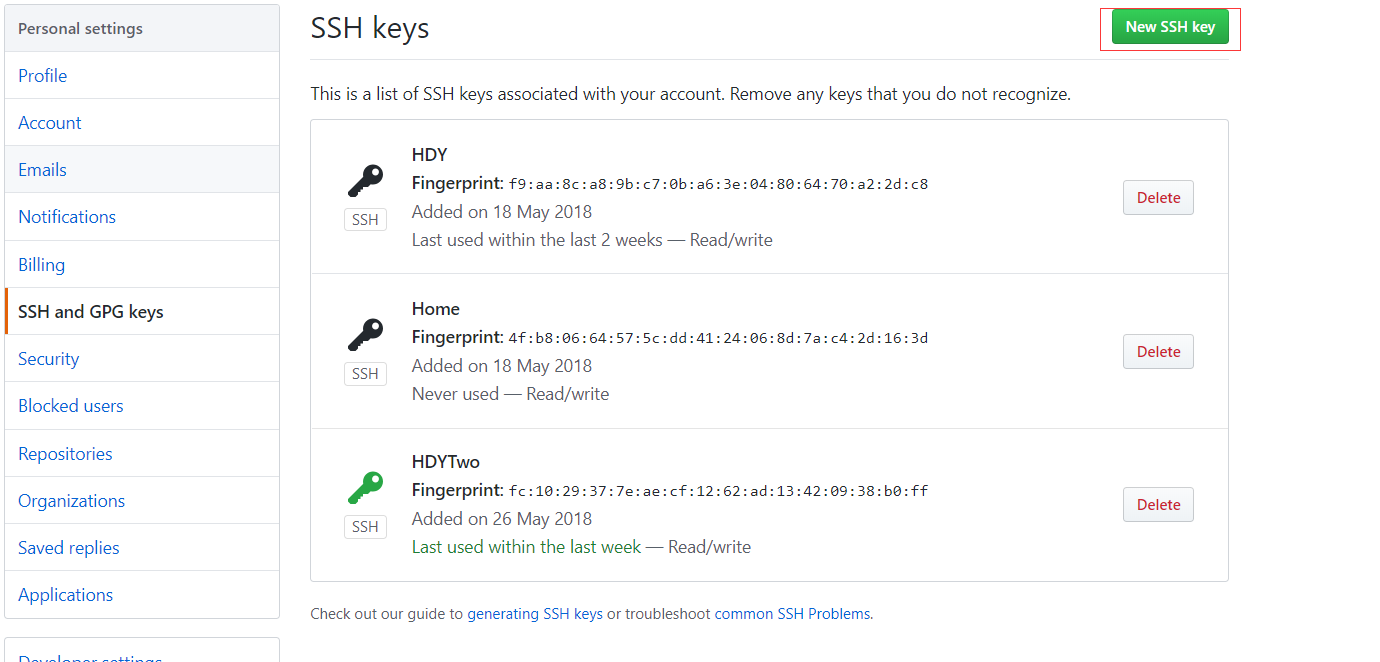 Personal settings
Profile
Account
Emails
Notifications
Billing
SSH and GPG keys
Security
Blocked users
Repositories
Organizations
Saved replies
Applications
Developer settings
SSH keys
New SSH key
This is a list of SSH keys associated with your account. Remove any keys that you do not recognize.
HDY
Fingerprint: f9:aa:8c:a8:9b:c7:0b:a6:3e:04:80:64:70:a2:2d:c8
SSH
Added on 18 May 2018
Last used within the last 2 weeks — Read/write
Delete
Home
Fingerprint: 4f:b8:06:64:57:5c:dd:41:24:06:8d:7a:c4:2d:16:3d
SSH
Added on 18 May 2018
Never used — Read/write
Delete
HDYTwo
Fingerprint: fc:10:29:37:7e:ae:cf:12:62:ad:13:42:09:38:b0:ff
SSH
Added on 26 May 2018
Last used within the last week — Read/write
Delete
Check out our guide to generating SSH keys or troubleshoot common SSH Problems.